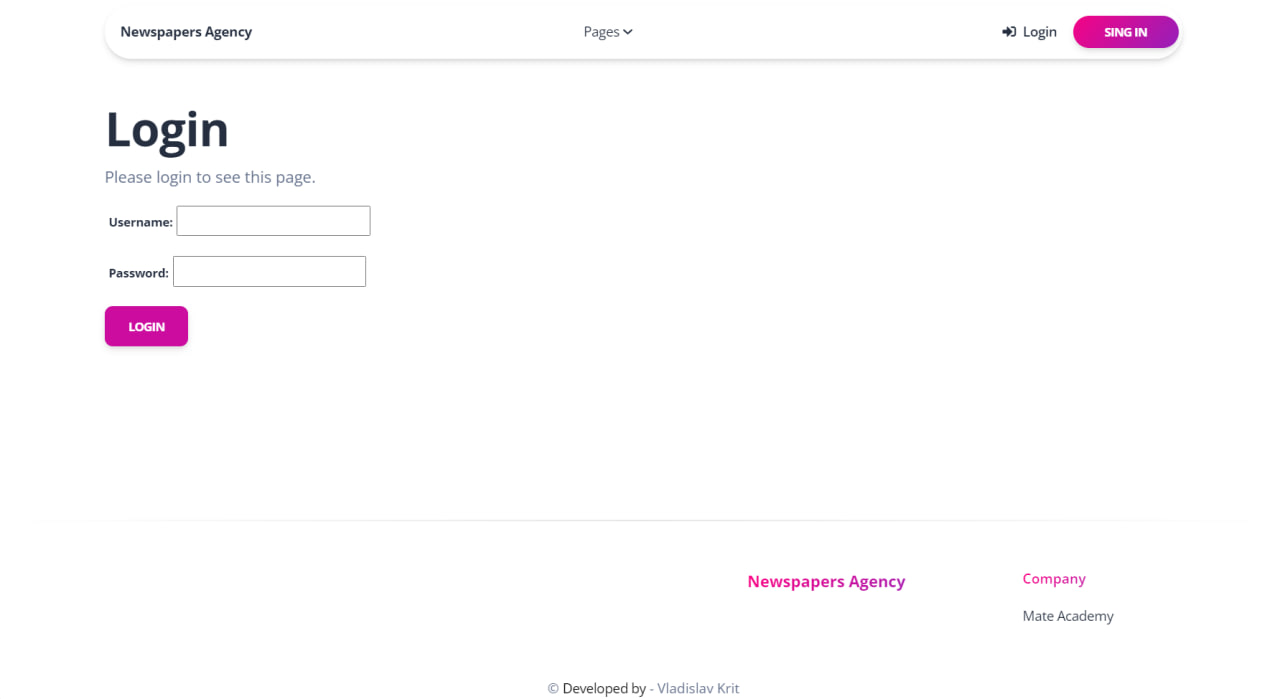 Newspapers Agency
Pages
Login
SING IN
Login
Please login to see this page.
Username:
Password:
LOGIN
Newspapers Agency
Company
Mate Academy
© Developed by - Vladislav Krit